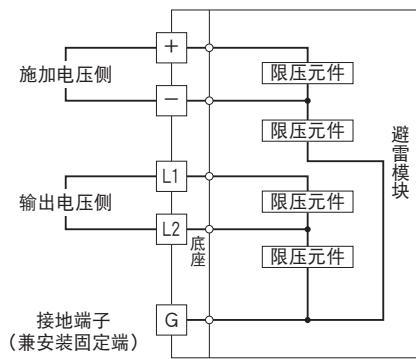 +
限压元件
施加电压侧
−
限压元件
避雷模块
L1
限压元件
输出电压侧
L2
底座
限压元件
接地端子
G
（兼安装固定端）